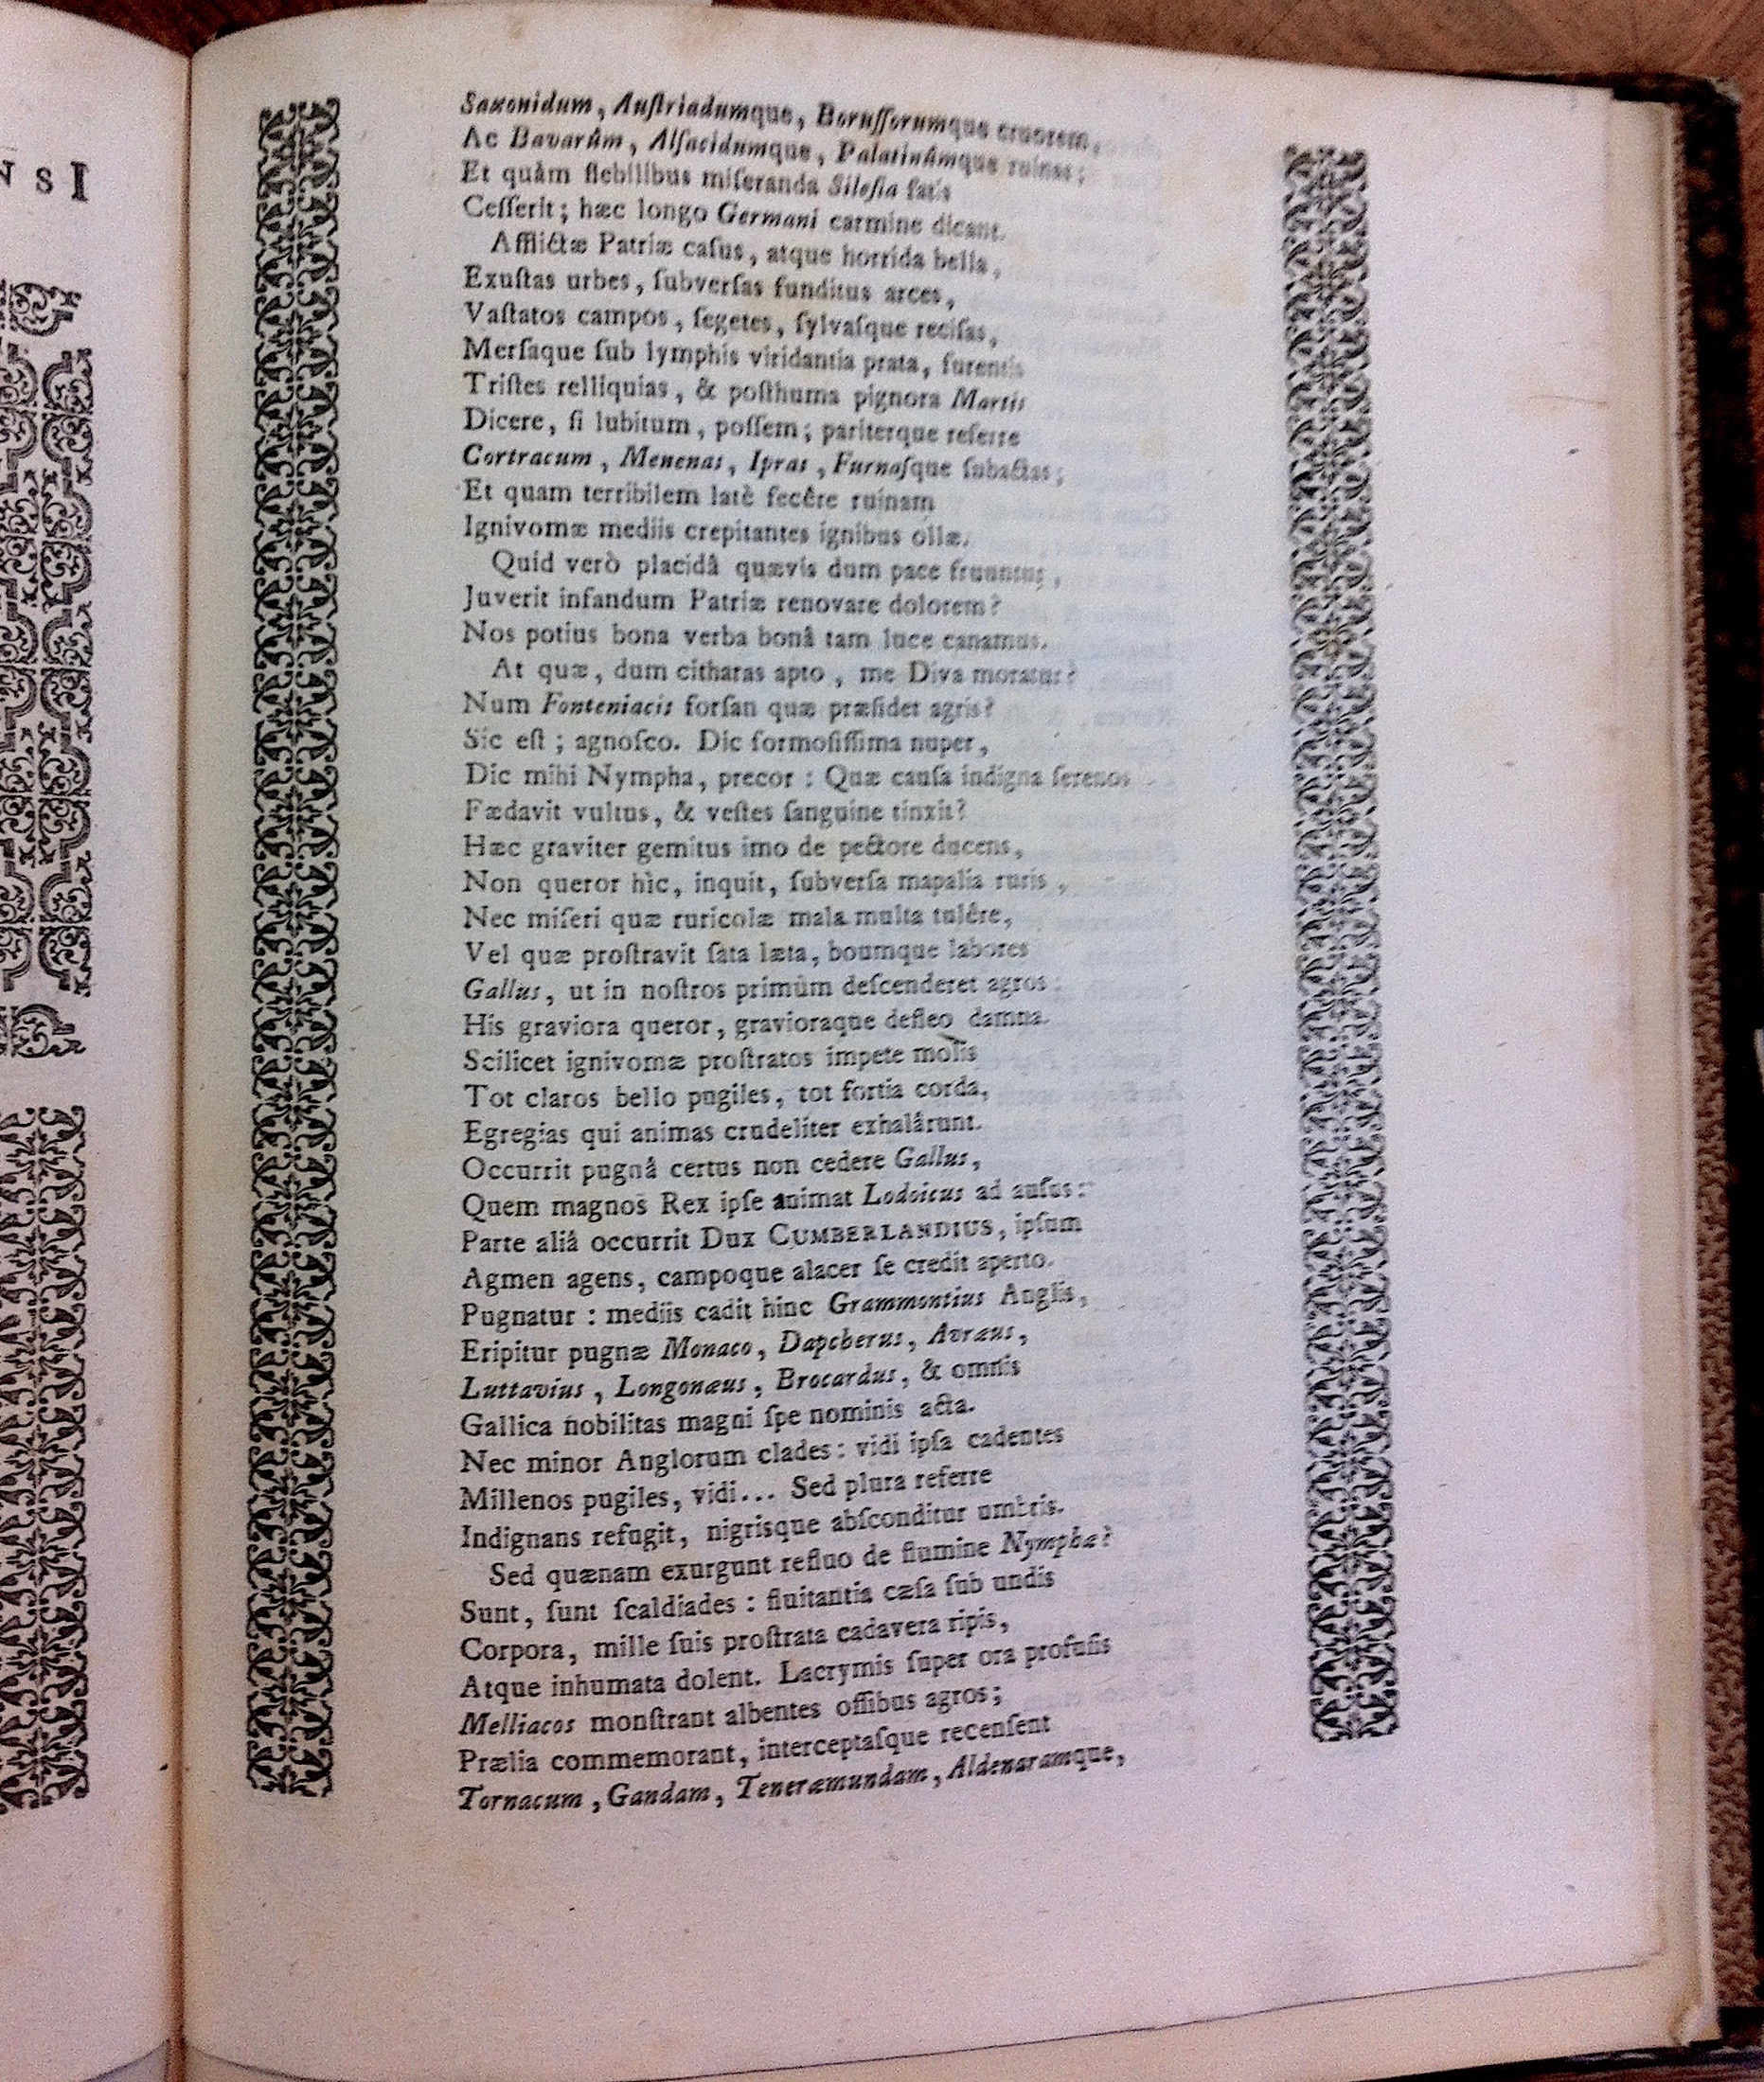 N S I
Saxonidum, Auſtriadumque, Boruſſorumque cruorem,
Ac Bavarûm, Alſacidumque, Palatinûmque ruinas;
Et quàm flebilibus miſeranda Sileſia fatis
Ceſſerit; hæc longo Germani carmine dicant.
Afflictæ Patriæ caſus, atque horrida bella,
Exuſtas urbes, ſubverſas funditus arces,
Vaſtatos campos, ſegetes, ſylvaſque reciſas,
Merſaque ſub lymphis viridantia prata, furentis
Triſtes relliquias, & poſthuma pignora Martis
Dicere, ſi lubitum, poſſem; pariterque referre
Cortracum, Menenas, Ipras, Furnaſque ſubactas;
Et quam terribilem latè fecêre ruinam
Ignivomæ mediis crepitantes ignibus ollæ.
Quid verò placidâ quævis dum pace fruuntur,
Juverit infandum Patriæ renovare dolorem?
Nos potius bona verba bonâ tam luce canamus.
At quæ, dum citharas apto, me Diva moratur?
Num Fonteniacis forſan quæ præſidet agris?
Sic eſt; agnoſco. Dic formoſiſſima nuper,
Dic mihi Nympha, precor: Quæ cauſa indigna ſerenos
Fædavit vultus, & veſtes ſanguine tinxit?
Hæc graviter gemitus imo de pectore ducens,
Non queror hìc, inquit, ſubverſa mapalia ruris,
Nec miſeri quæ ruricolæ mala multa tulêre,
Vel quæ proſtravit ſata læta, boumque labores
Gallus, ut in noſtros primùm deſcenderet agros:
His graviora queror, gravioraque defleo damna.
Scilicet ignivomæ proſtratos impete molis
Tot claros bello pugiles, tot fortia corda,
Egregias qui animas crudeliter exhalârunt.
Occurrit pugnâ certus non cedere Gallus,
Quem magnos Rex ipſe animat Lodoicus ad auſus:
Parte aliâ occurrit Dux CUMBERLANDIUS, ipſum
Agmen agens, campoque alacer ſe credit aperto.
Pugnatur: mediis cadit hinc Grammontius Anglis,
Eripitur pugnæ Monaco, Dapcherus, Avræus,
Luttavius, Longonæus, Brocardus, & omnis
Gallica nobilitas magni ſpe nominis acta.
Nec minor Anglorum clades: vidi ipſa cadentes
Millenos pugiles, vidi... Sed plura referre
Indignans refugit, nigrisque abſconditur umbris.
Sed quænam exurgunt refluo de flumine Nymphæ?
Sunt, ſunt ſcaldiades: fluitantia cæſa ſub undis
Corpora, mille ſuis proſtrata cadavera ripis,
Atque inhumata dolent. Lacrymis ſuper ora profuſis
Melliacos monſtrant albentes oſſibus agros;
Prælia commemorant, interceptaſque recenſent
Tornacum, Gandam, Teneræmundam, Aldenaramque,